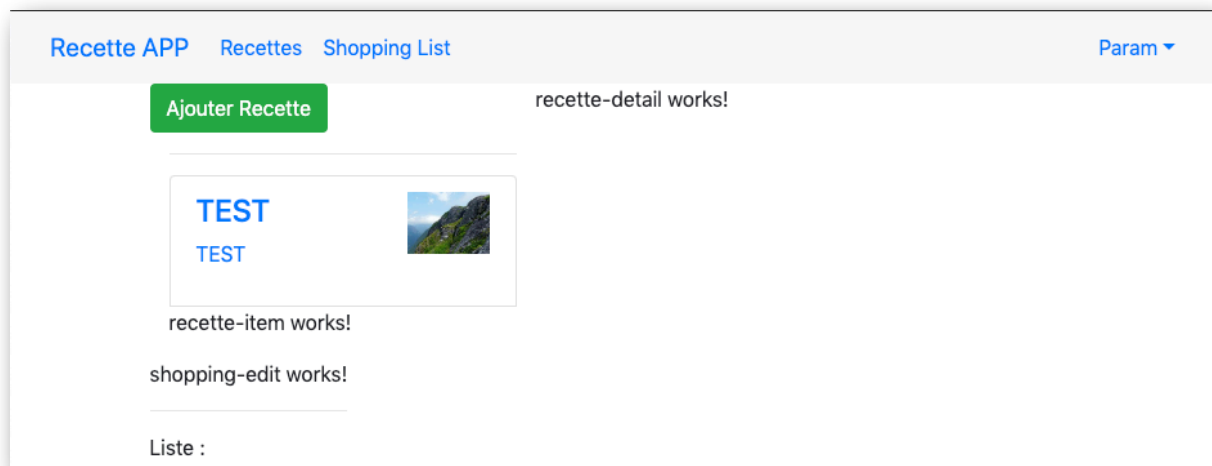 Recette APP Recettes Shopping List Param
Ajouter Recette
recette-detail works!
TEST
TEST
recette-item works!
shopping-edit works!
Liste :